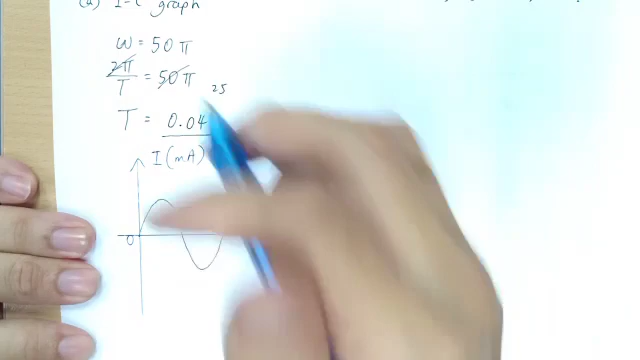 (a) I-t graph
ω = 50π
2π/T = 50π 25
T = 0.04
I (mA)
0